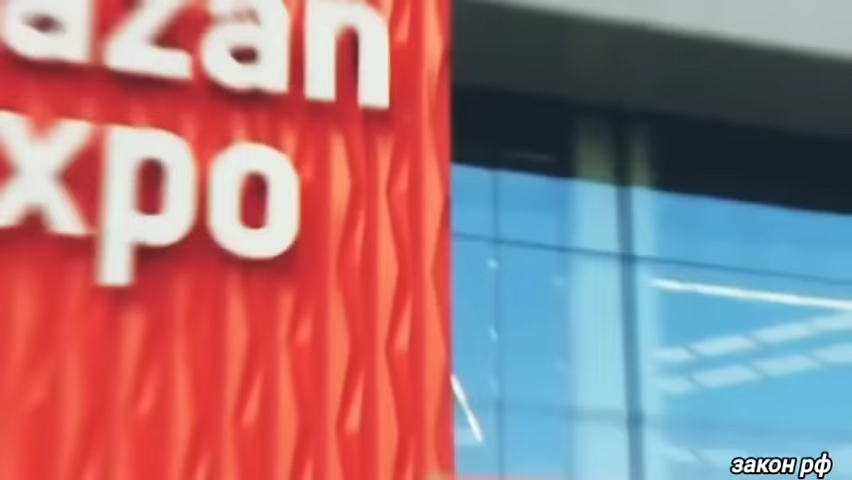 azan
xpo
закон рф